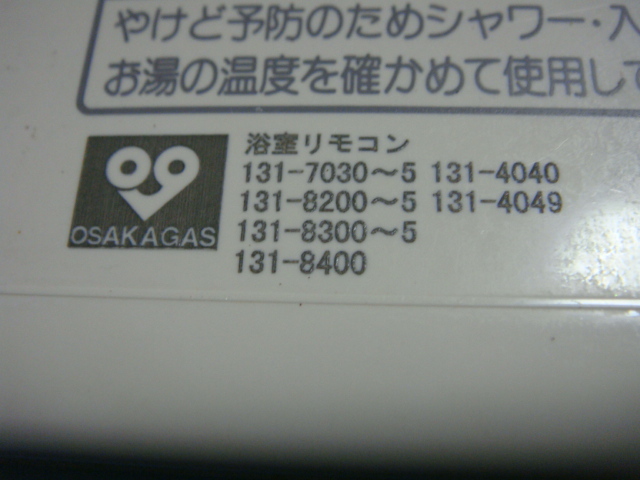 やけど予防のためシャワー・入
お湯の温度を確かめて使用して
浴室リモコン
131-7030～5 131-4040
131-8200～5 131-4049
131-8300～5
131-8400
OSAKAGAS